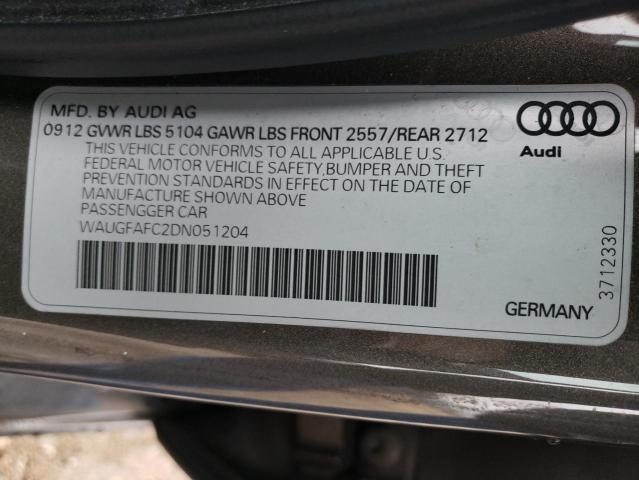 MFD. BY AUDI AG
0912 GVWR LBS 5104 GAWR LBS FRONT 2557/REAR 2712
THIS VEHICLE CONFORMS TO ALL APPLICABLE U.S.
FEDERAL MOTOR VEHICLE SAFETY,BUMPER AND THEFT
PREVENTION STANDARDS IN EFFECT ON THE DATE OF
MANUFACTURE SHOWN ABOVE
PASSENGGER CAR
WAUGFAFC2DN051204
Audi
3712330
GERMANY